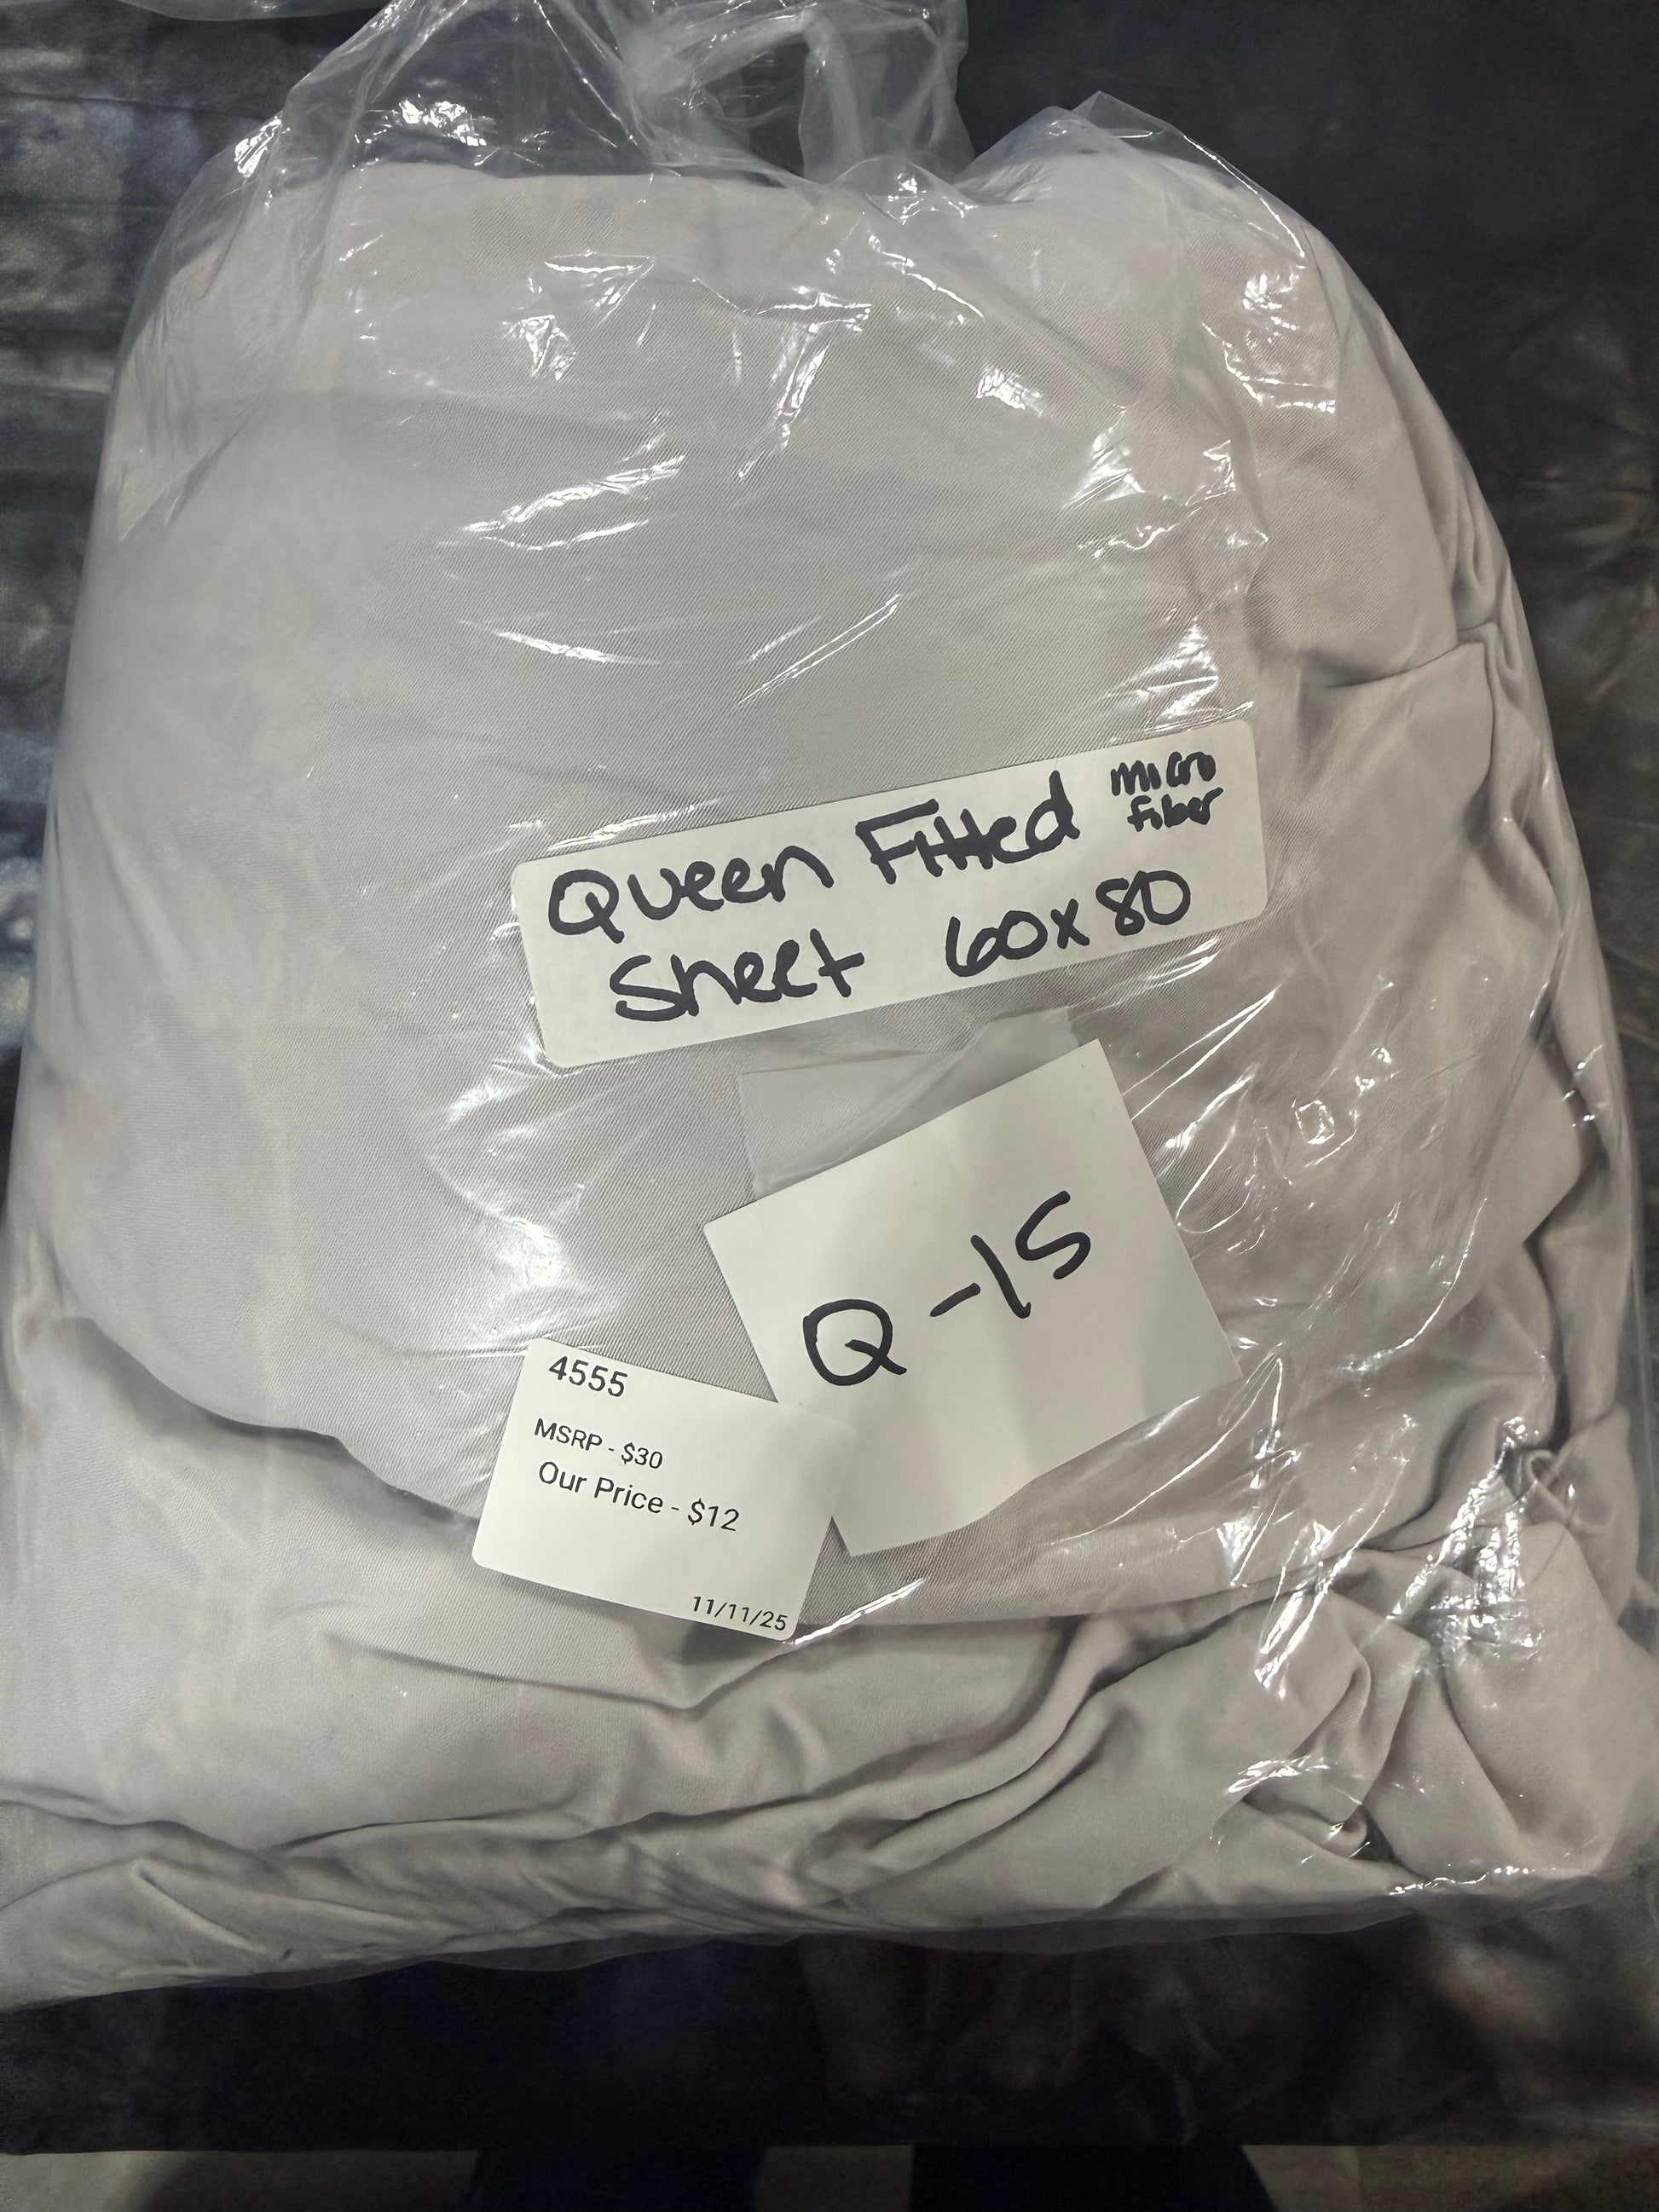 Queen Fitted micro
fiber
Sheet 60x80
Q-15
4555
MSRP - $30
Our Price - $12
11/11/25